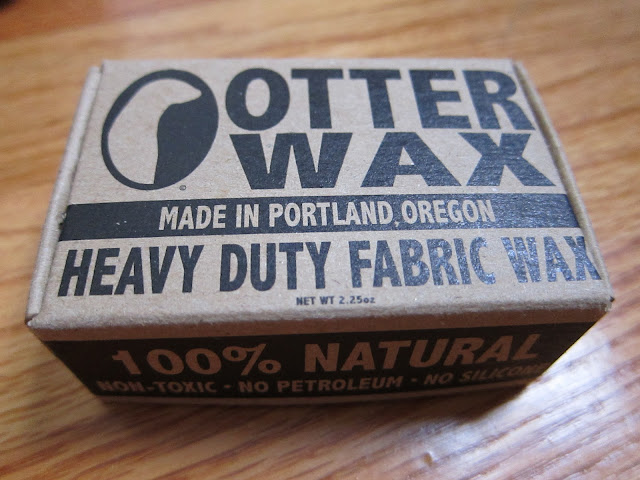 OTTER
WAX
MADE IN PORTLAND, OREGON
HEAVY DUTY FABRIC WAX
NET WT 2.25oz
100% NATURAL
NON-TOXIC • NO PETROLEUM • NO SILICONE